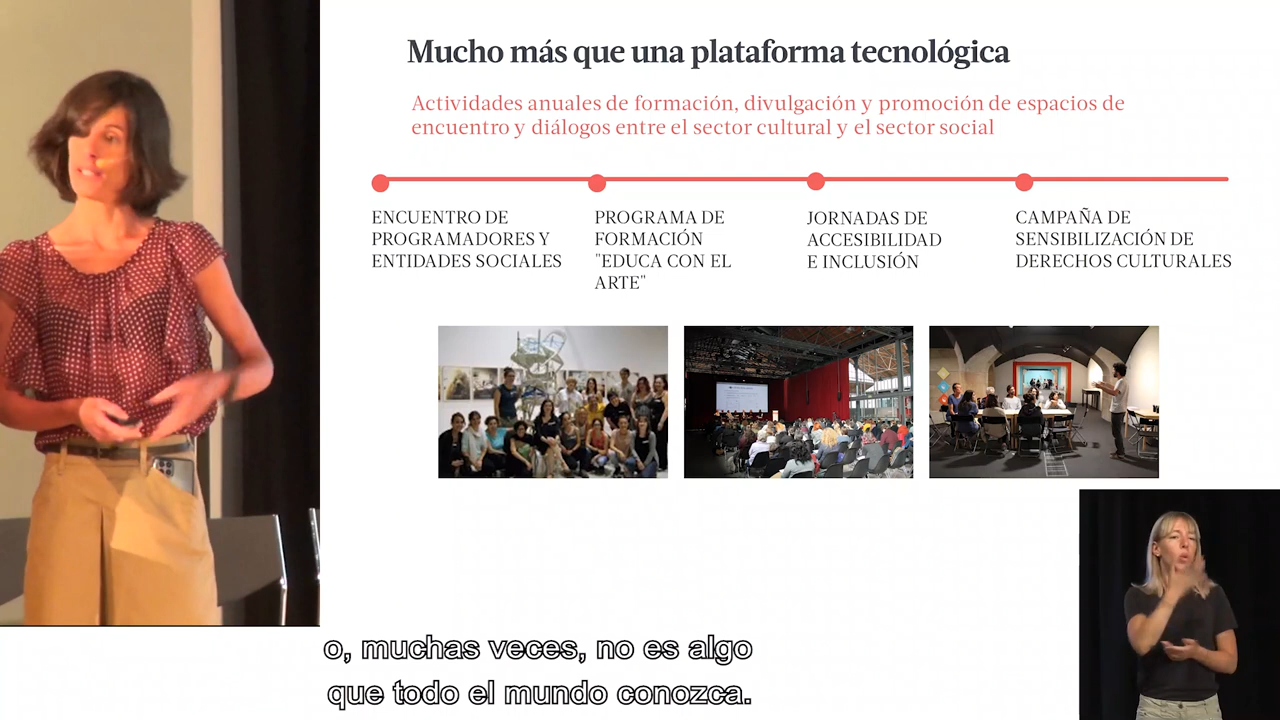 Mucho más que una plataforma tecnológica
Actividades anuales de formación, divulgación y promoción de espacios de
encuentro y diálogos entre el sector cultural y el sector social
ENCUENTRO DE
PROGRAMADORES Y
ENTIDADES SOCIALES
PROGRAMA DE
FORMACIÓN
"EDUCA CON EL
ARTE"
JORNADAS DE
ACCESIBILIDAD
E INCLUSIÓN
CAMPAÑA DE
SENSIBILIZACIÓN DE
DERECHOS CULTURALES
o, muchas veces, no es algo
que todo el mundo conozca.